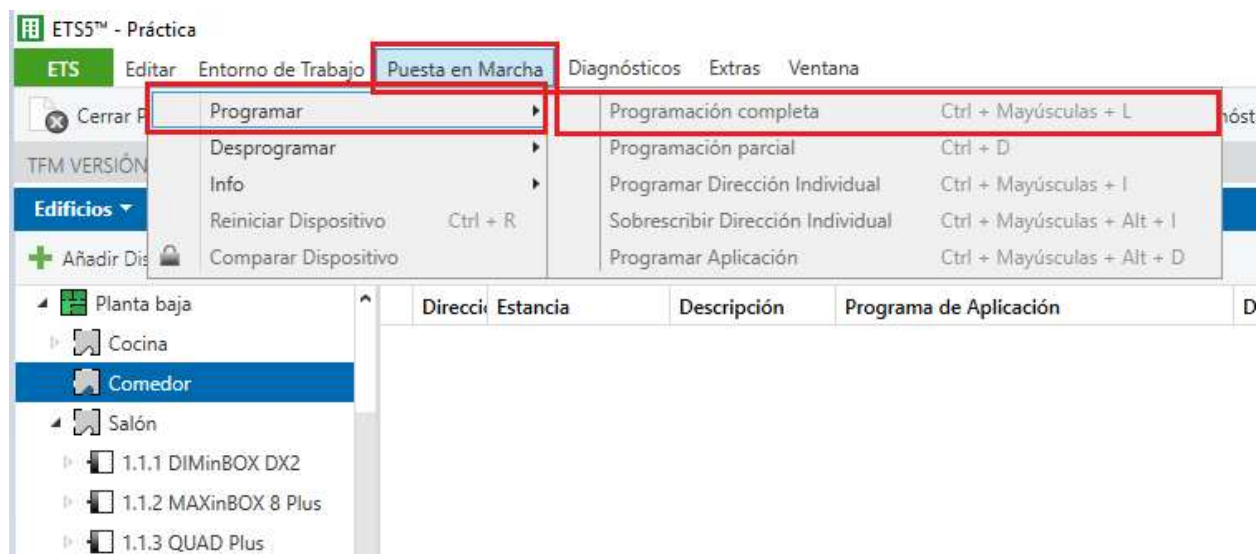 ETS5™ - Práctica
ETS Editar Entorno de Trabajo Puesta en Marcha Diagnósticos Extras Ventana
Cerrar P
Programar
Programación completa Ctrl + Mayúsculas + L
nóst
Desprogramar
Programación parcial Ctrl + D
TFM VERSIÓN
Info
Programar Dirección Individual Ctrl + Mayúsculas + I
Edificios
Reiniciar Dispositivo Ctrl + R
Sobrescribir Dirección Individual Ctrl + Mayúsculas + Alt + I
Añadir Dis
Comparar Dispositivo
Programar Aplicación Ctrl + Mayúsculas + Alt + D
Planta baja
Direcció Estancia Descripción Programa de Aplicación D
Cocina
Comedor
Salón
1.1.1 DIMinBOX DX2
1.1.2 MAXinBOX 8 Plus
1.1.3 QUAD Plus